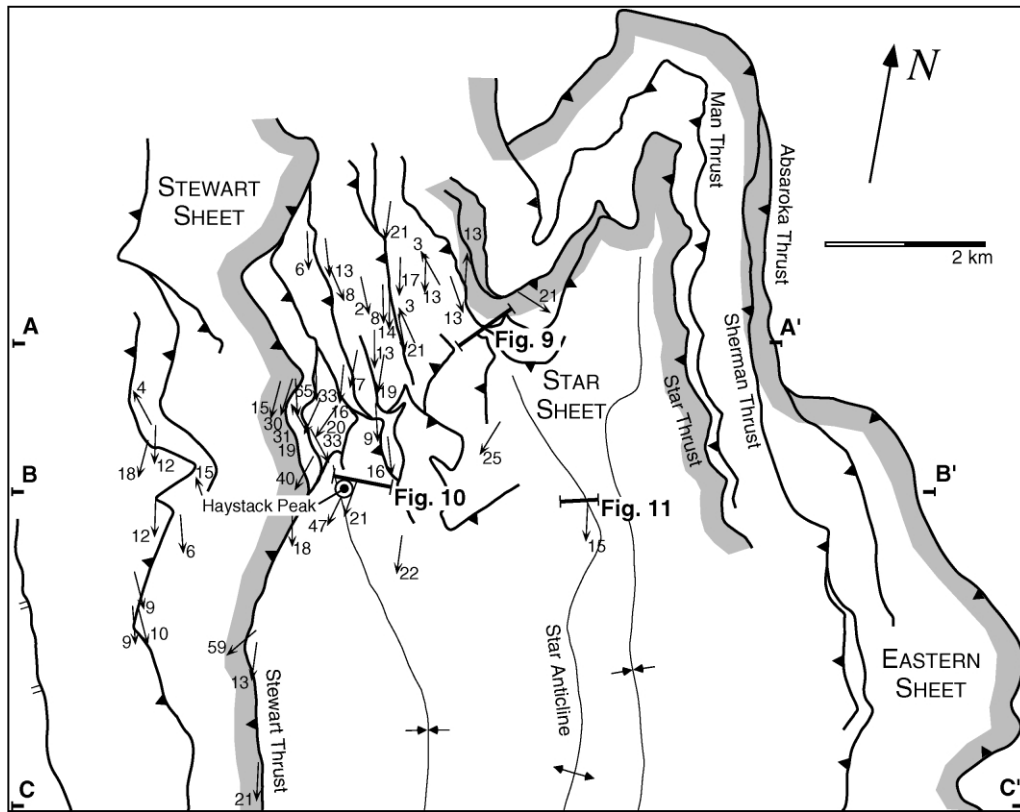 N
STEWART
SHEET
Man Thrust
Absaroka Thrust
2 km
21
3
13
6
13
8
2
17
13
3
8
14
21
13
21
13
A
A'
Fig. 9
Sherman Thrust
STAR
SHEET
Star Thrust
4
15
55
33
7
19
30
16
20
31
19
33
9
16
25
18
12
15
40
B
B'
Haystack Peak
Fig. 10
Fig. 11
47
21
18
15
12
6
22
9
9
10
59
13
Stewart Thrust
Star Anticline
EASTERN
SHEET
21
C
C'